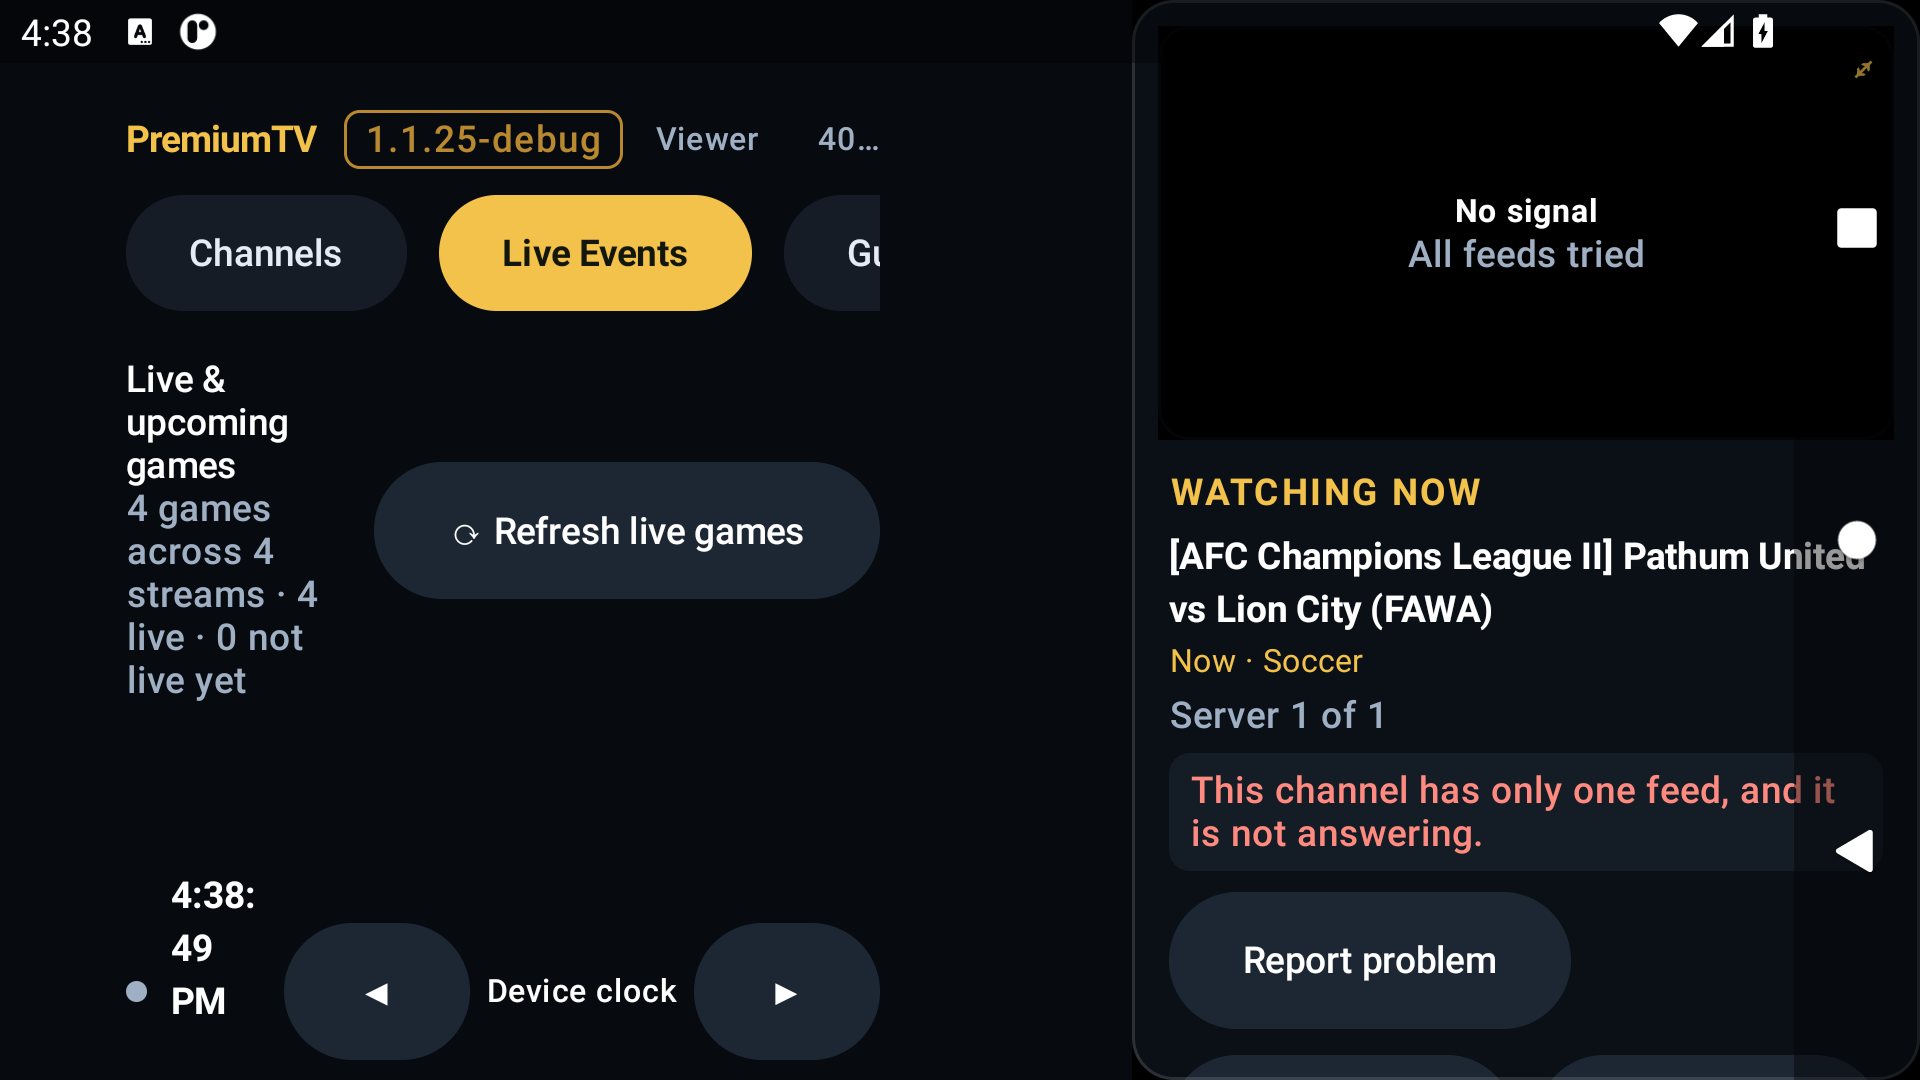 4:38
PremiumTV
1.1.25-debug
Viewer
40...
Channels
Live Events
Gu
Live &
upcoming
games
4 games
across 4
streams · 4
live · 0 not
live yet
⟳ Refresh live games
4:38:
49
PM
◀
Device clock
▶
No signal
All feeds tried
WATCHING NOW
[AFC Champions League II] Pathum United
vs Lion City (FAWA)
Now · Soccer
Server 1 of 1
This channel has only one feed, and it
is not answering.
Report problem